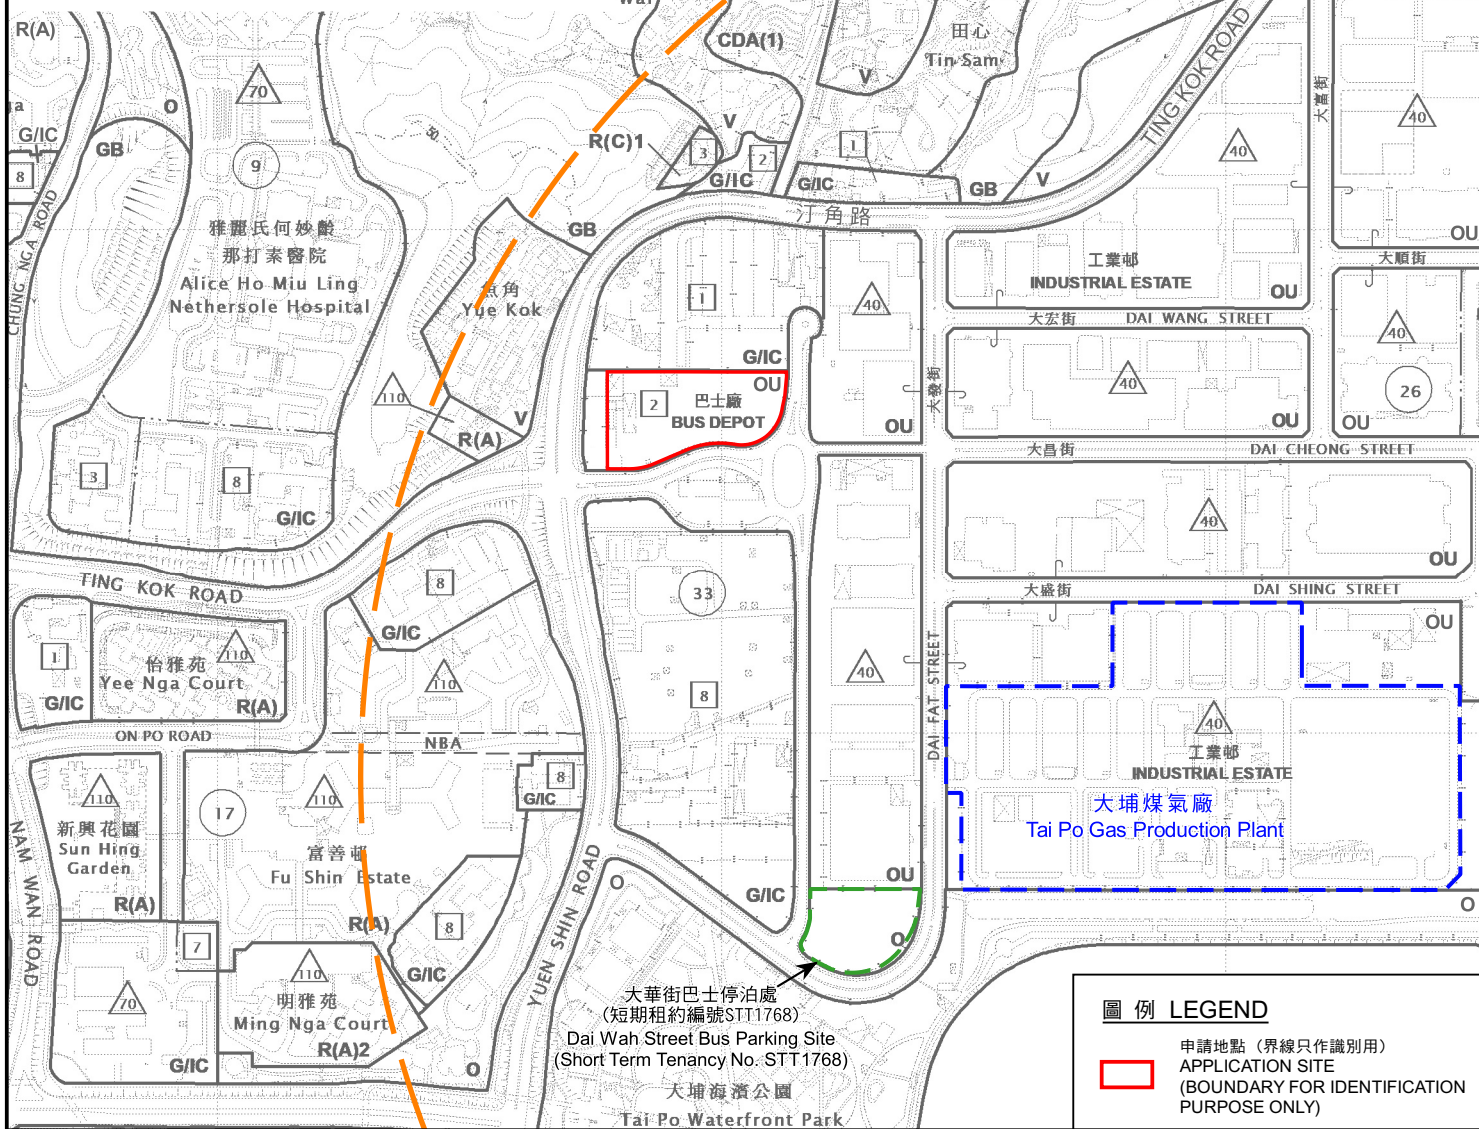 R(A)
CDA(1)
田心
Tin Sam
V
TING KOK ROAD
大富街
70
O
40
40
G/IC
GB
50
R(C)1
V
3
2
1
9
8
G/IC
G/IC
GB
V
CHUNG NGA ROAD
雅麗氏何妙齡
那打素醫院
Alice Ho Miu Ling
Nethersole Hospital
GB
汀角路
OU
工業邨
INDUSTRIAL ESTATE
OU
大順街
魚角
Yue Kok
1
40
大宏街
DAI WANG STREET
40
G/IC
OU
大發街
40
26
110
2
巴士廠
BUS DEPOT
V
R(A)
OU
OU
OU
大昌街
DAI CHEONG STREET
3
8
G/IC
40
OU
TING KOK ROAD
8
33
大盛街
DAI SHING STREET
G/IC
OU
1
怡雅苑
Yee Nga Court
110
G/IC
R(A)
110
8
40
DAI FAT STREET
40
ON PO ROAD
NBA
工業邨
INDUSTRIAL ESTATE
大埔煤氣廠
Tai Po Gas Production Plant
110
17
110
8
G/IC
新興花園
Sun Hing
Garden
富善邨
Fu Shin Estate
NAM WAN ROAD
R(A)
R(A)
8
YUEN SHIN ROAD
O
G/IC
OU
O
O
7
110
70
明雅苑
Ming Nga Court
R(A)2
G/IC
G/IC
O
大華街巴士停泊處
(短期租約編號STT1768)
Dai Wah Street Bus Parking Site
(Short Term Tenancy No. STT1768)
大埔海濱公園
Tai Po Waterfront Park
圖 例 LEGEND
申請地點（界線只作識別用）
APPLICATION SITE
(BOUNDARY FOR IDENTIFICATION
PURPOSE ONLY)